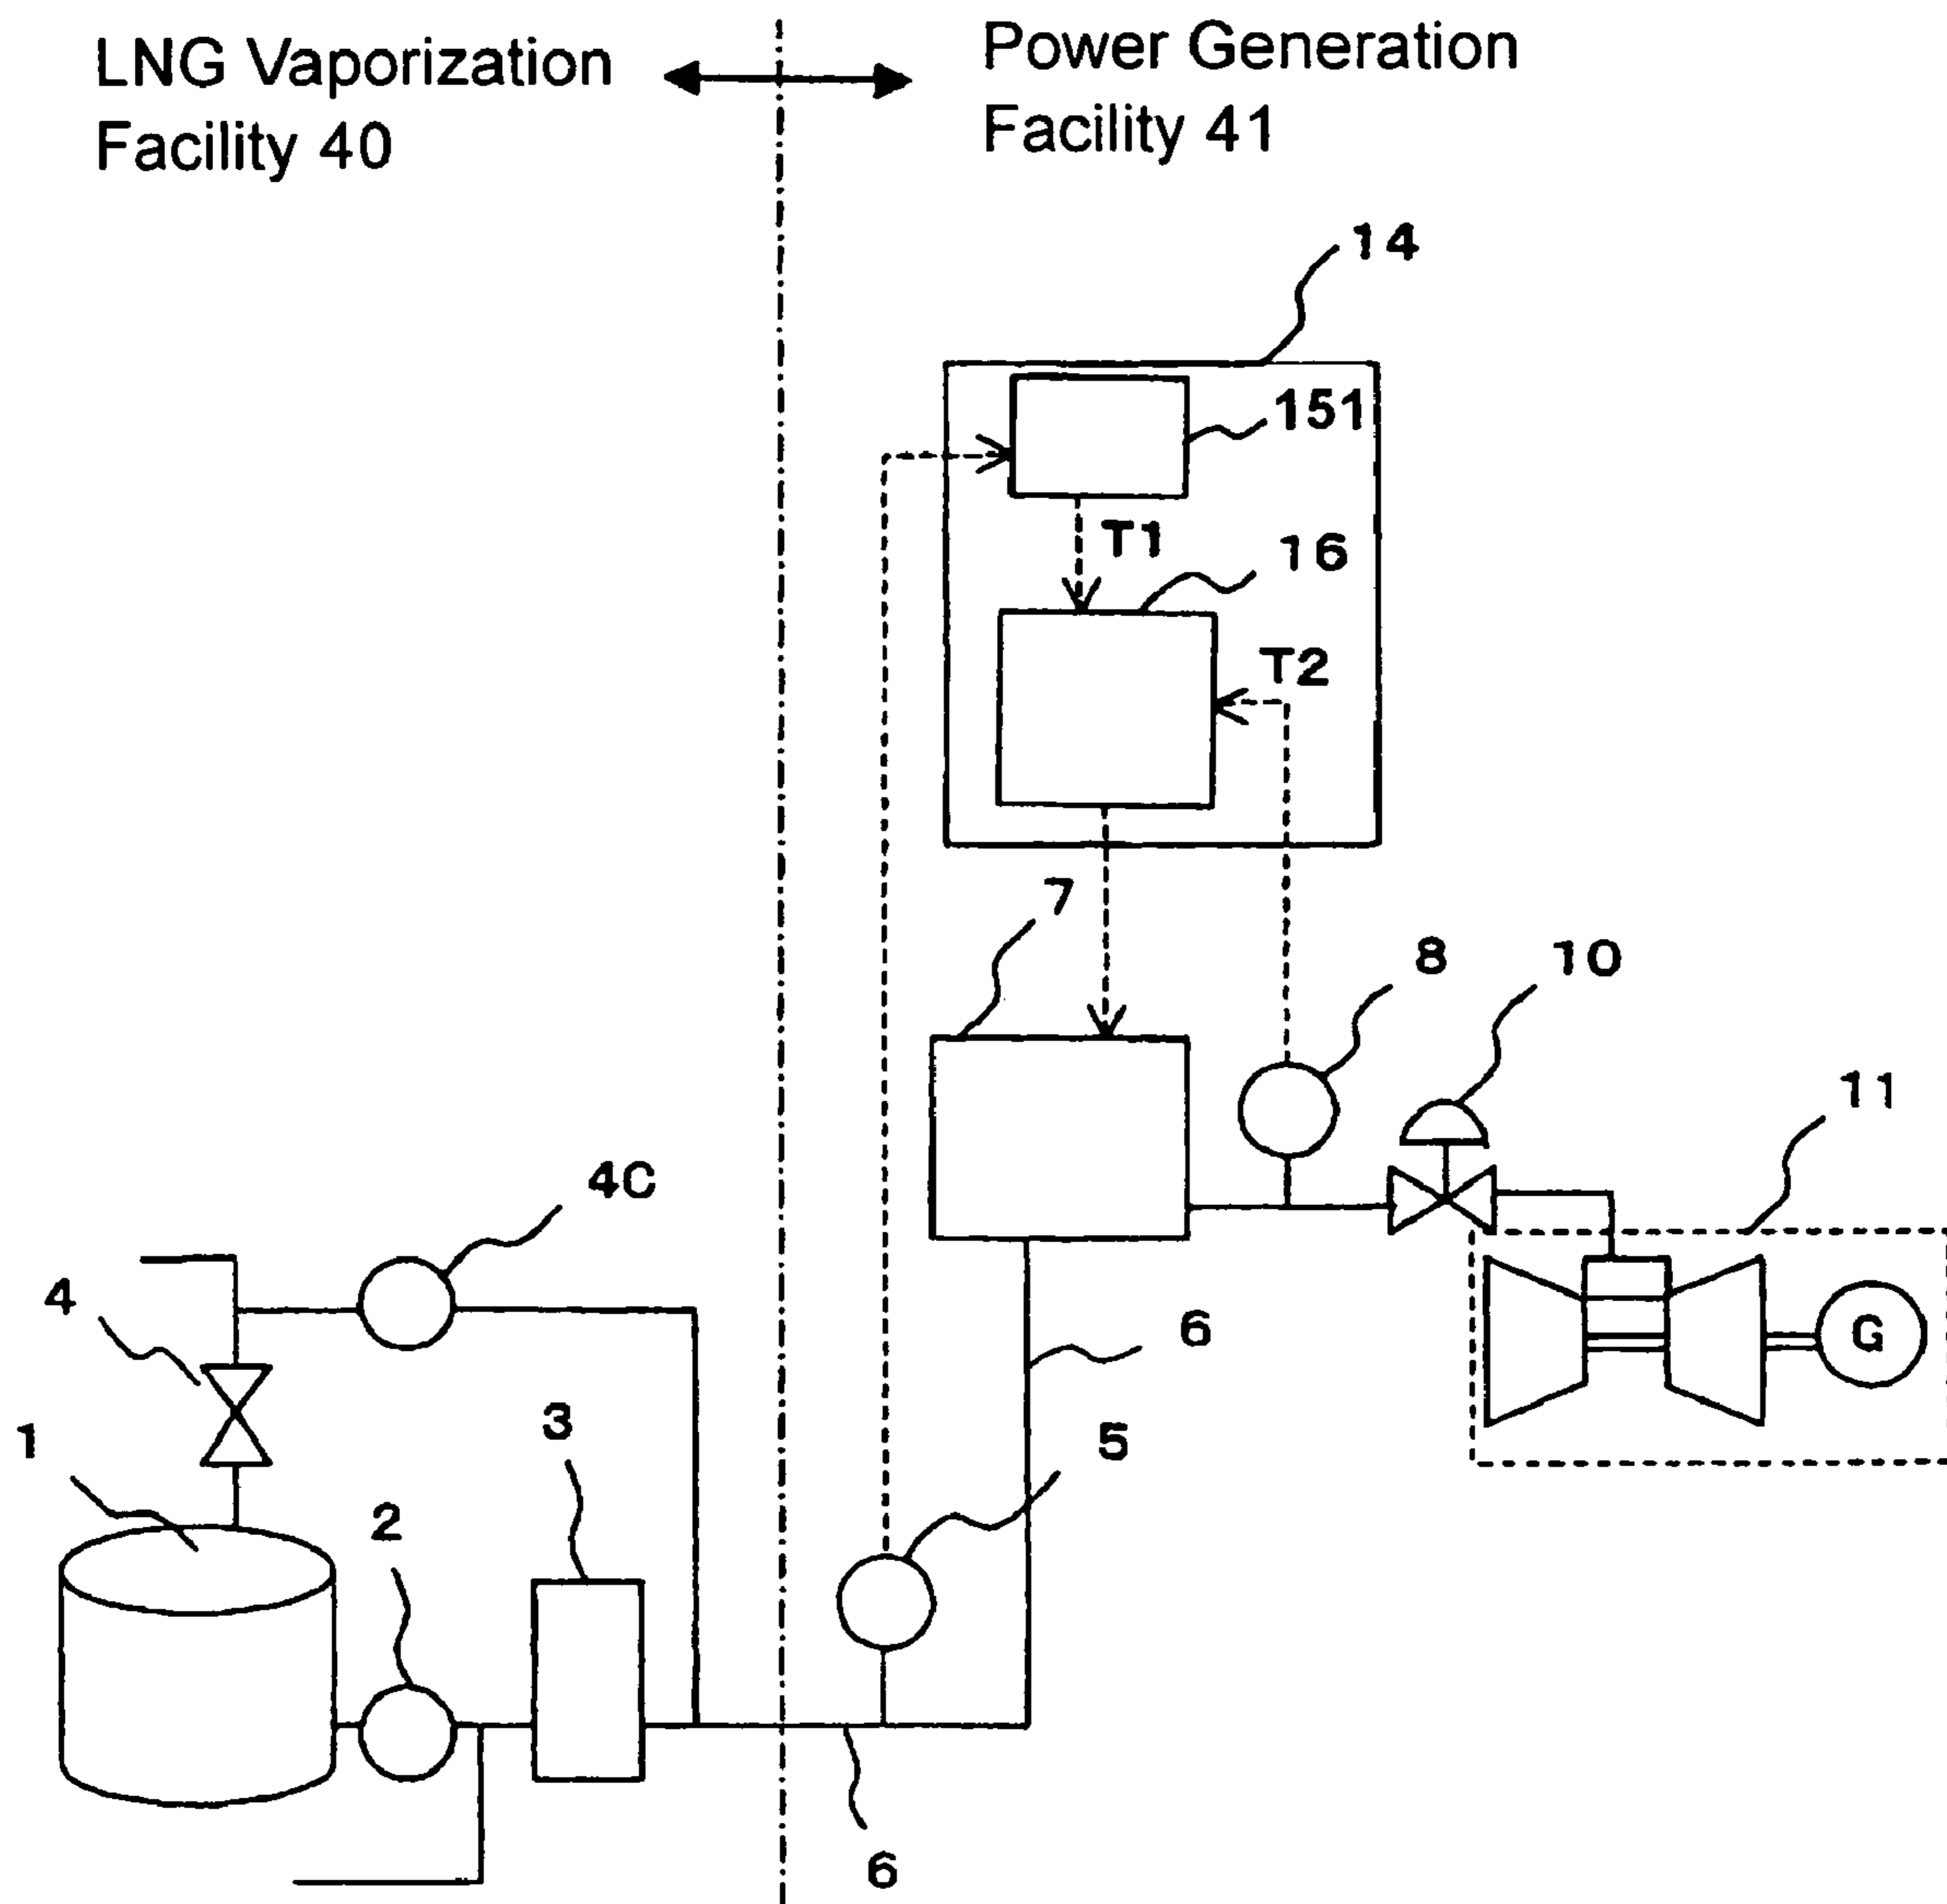 LNG Vaporization
Facility 40
Power Generation
Facility 41
14
151
T1
16
T2
7
8
10
11
4C
4
6
3
5
1
2
G
6